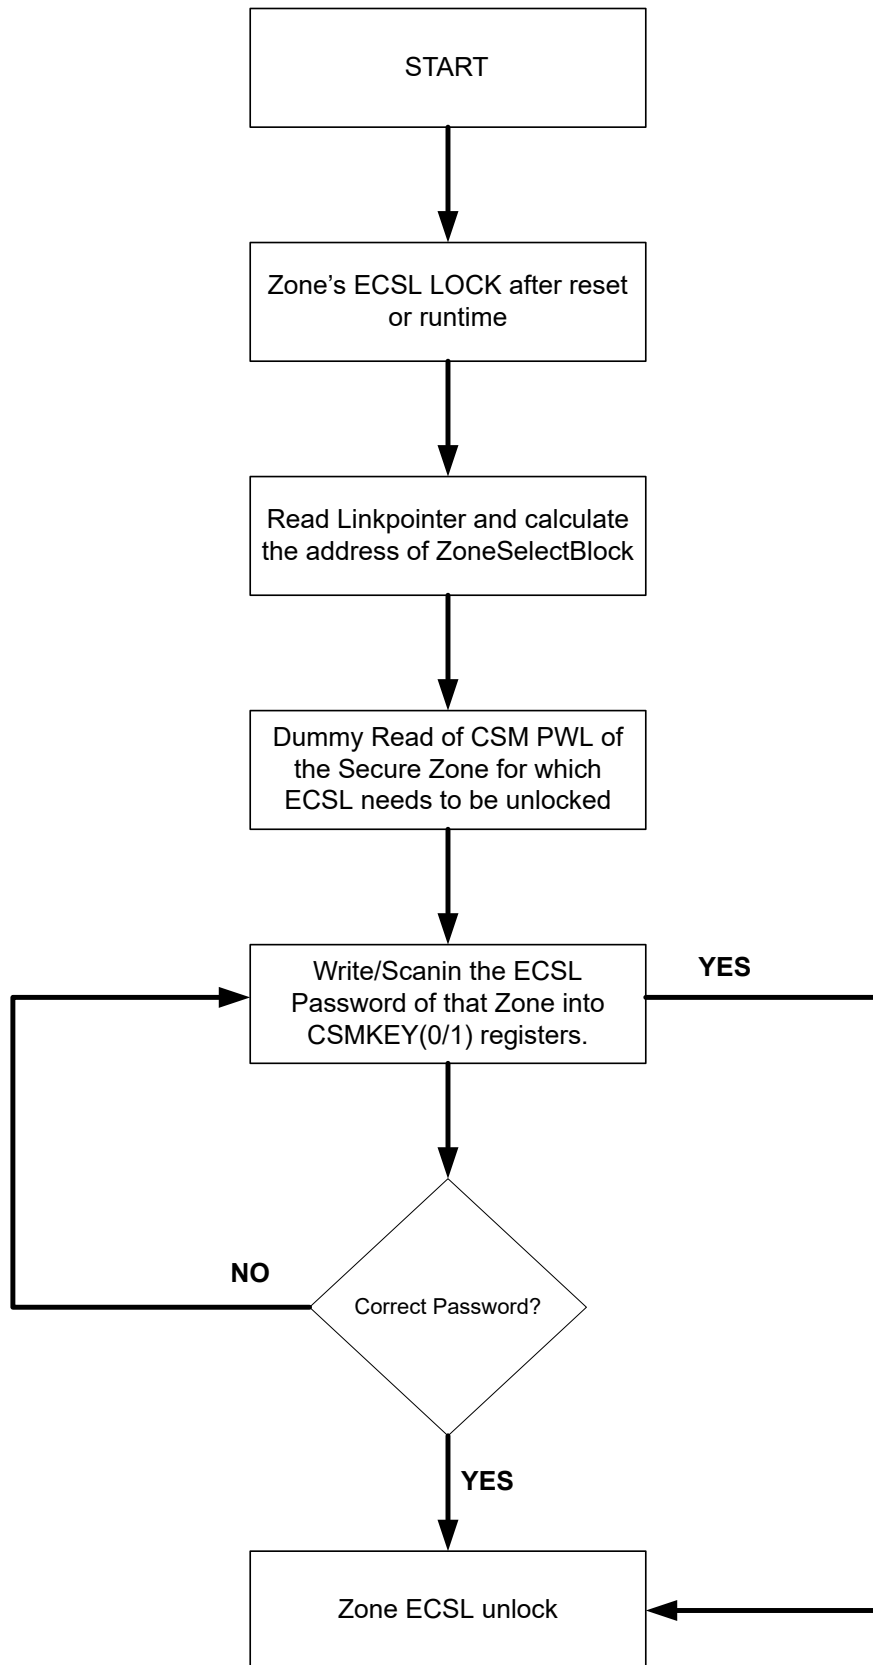 START
Zone’s ECSL LOCK after reset
or runtime
Read Linkpointer and calculate
the address of ZoneSelectBlock
Dummy Read of CSM PWL of
the Secure Zone for which
ECSL needs to be unlocked
Write/Scanin the ECSL
Password of that Zone into
CSMKEY(0/1) registers.
YES
NO
Correct Password?
YES
Zone ECSL unlock